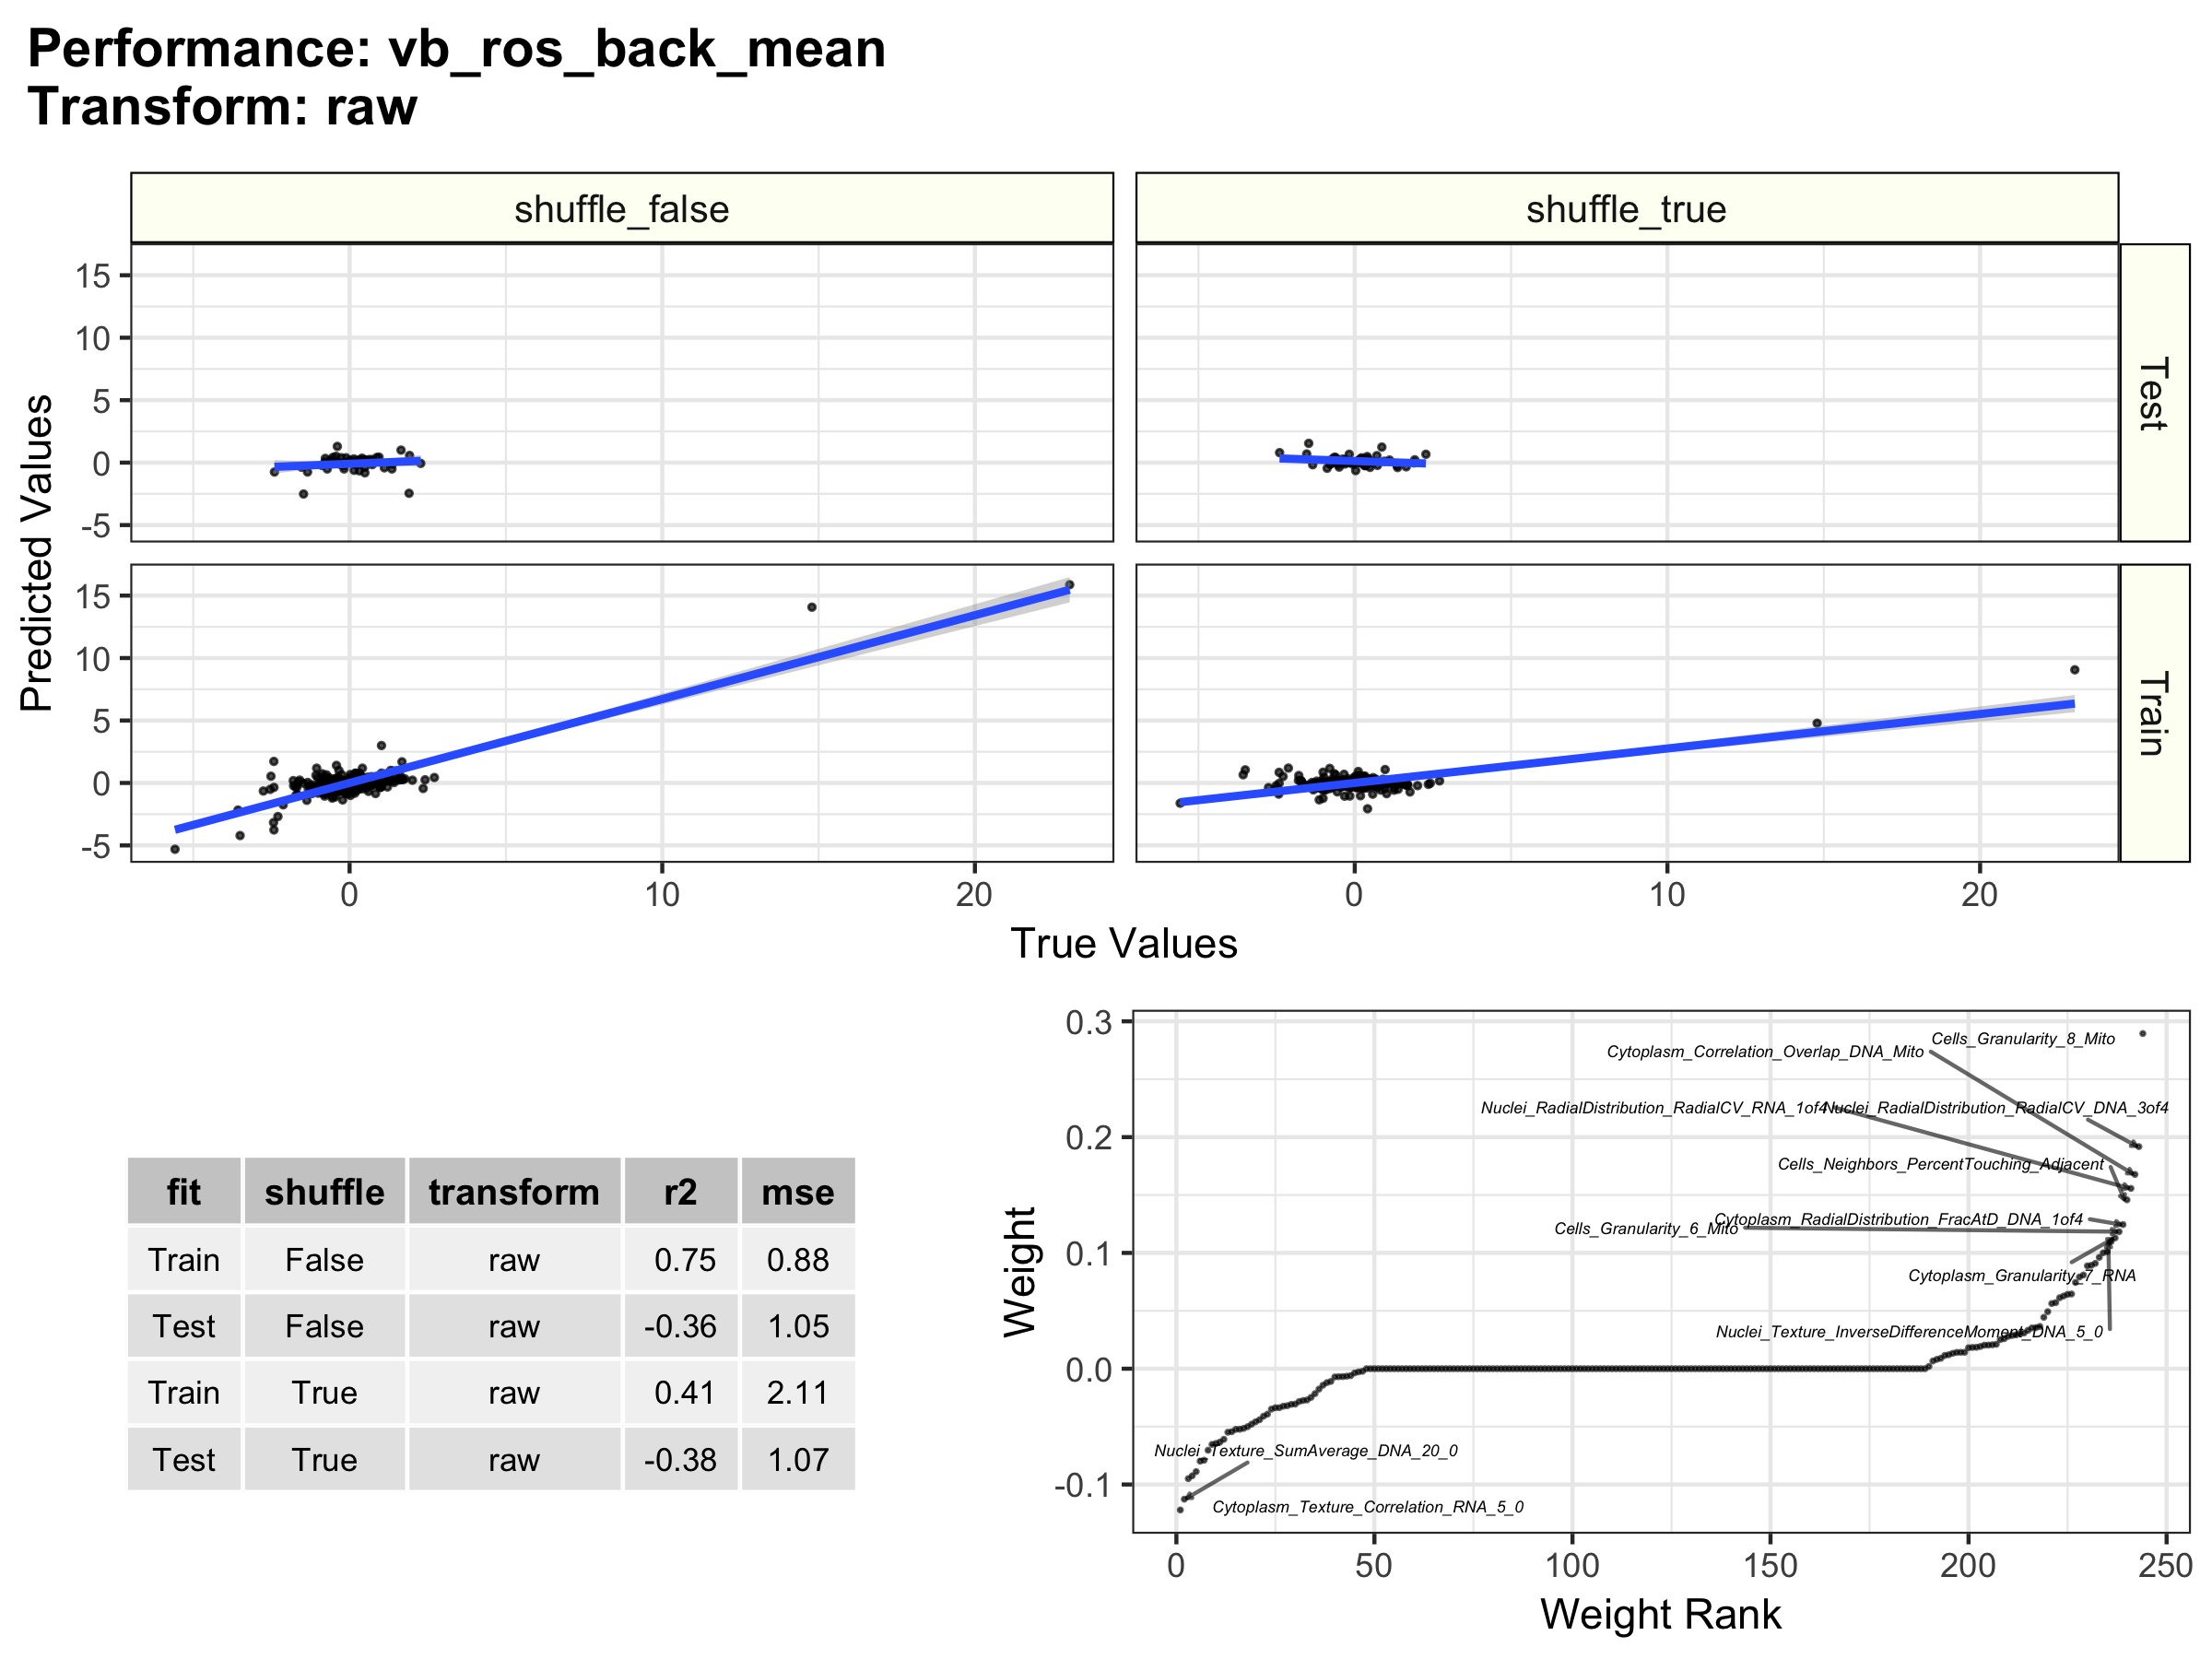 Performance: vb_ros_back_mean
Transform: raw
shuffle_false
shuffle_true
15
10
5
0
-5
Test
Predicted Values
15
10
5
0
-5
Train
0
10
20
0
10
20
True Values
fit shuffle transform r2 mse
Train False raw 0.75 0.88
Test False raw -0.36 1.05
Train True raw 0.41 2.11
Test True raw -0.38 1.07
Weight
0.3
0.2
0.1
0.0
-0.1
Cells_Granularity_8_Mito
Cytoplasm_Correlation_Overlap_DNA_Mito
Nuclei_RadialDistribution_RadialCV_RNA_1of4
Nuclei_RadialDistribution_RadialCV_DNA_3of4
Cells_Neighbors_PercentTouching_Adjacent
Cytoplasm_RadialDistribution_FracAtD_DNA_1of4
Cells_Granularity_6_Mito
Cytoplasm_Granularity_7_RNA
Nuclei_Texture_InverseDifferenceMoment_DNA_5_0
Nuclei_Texture_SumAverage_DNA_20_0
Cytoplasm_Texture_Correlation_RNA_5_0
0
50
100
150
200
250
Weight Rank